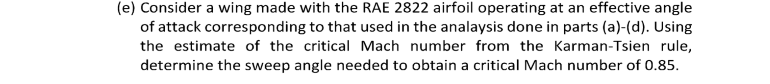 (e) Consider a wing made with the RAE 2822 airfoil operating at an effective angle
of attack corresponding to that used in the analaysis done in parts (a)-(d). Using
the estimate of the critical Mach number from the Karman-Tsien rule,
determine the sweep angle needed to obtain a critical Mach number of 0.85.